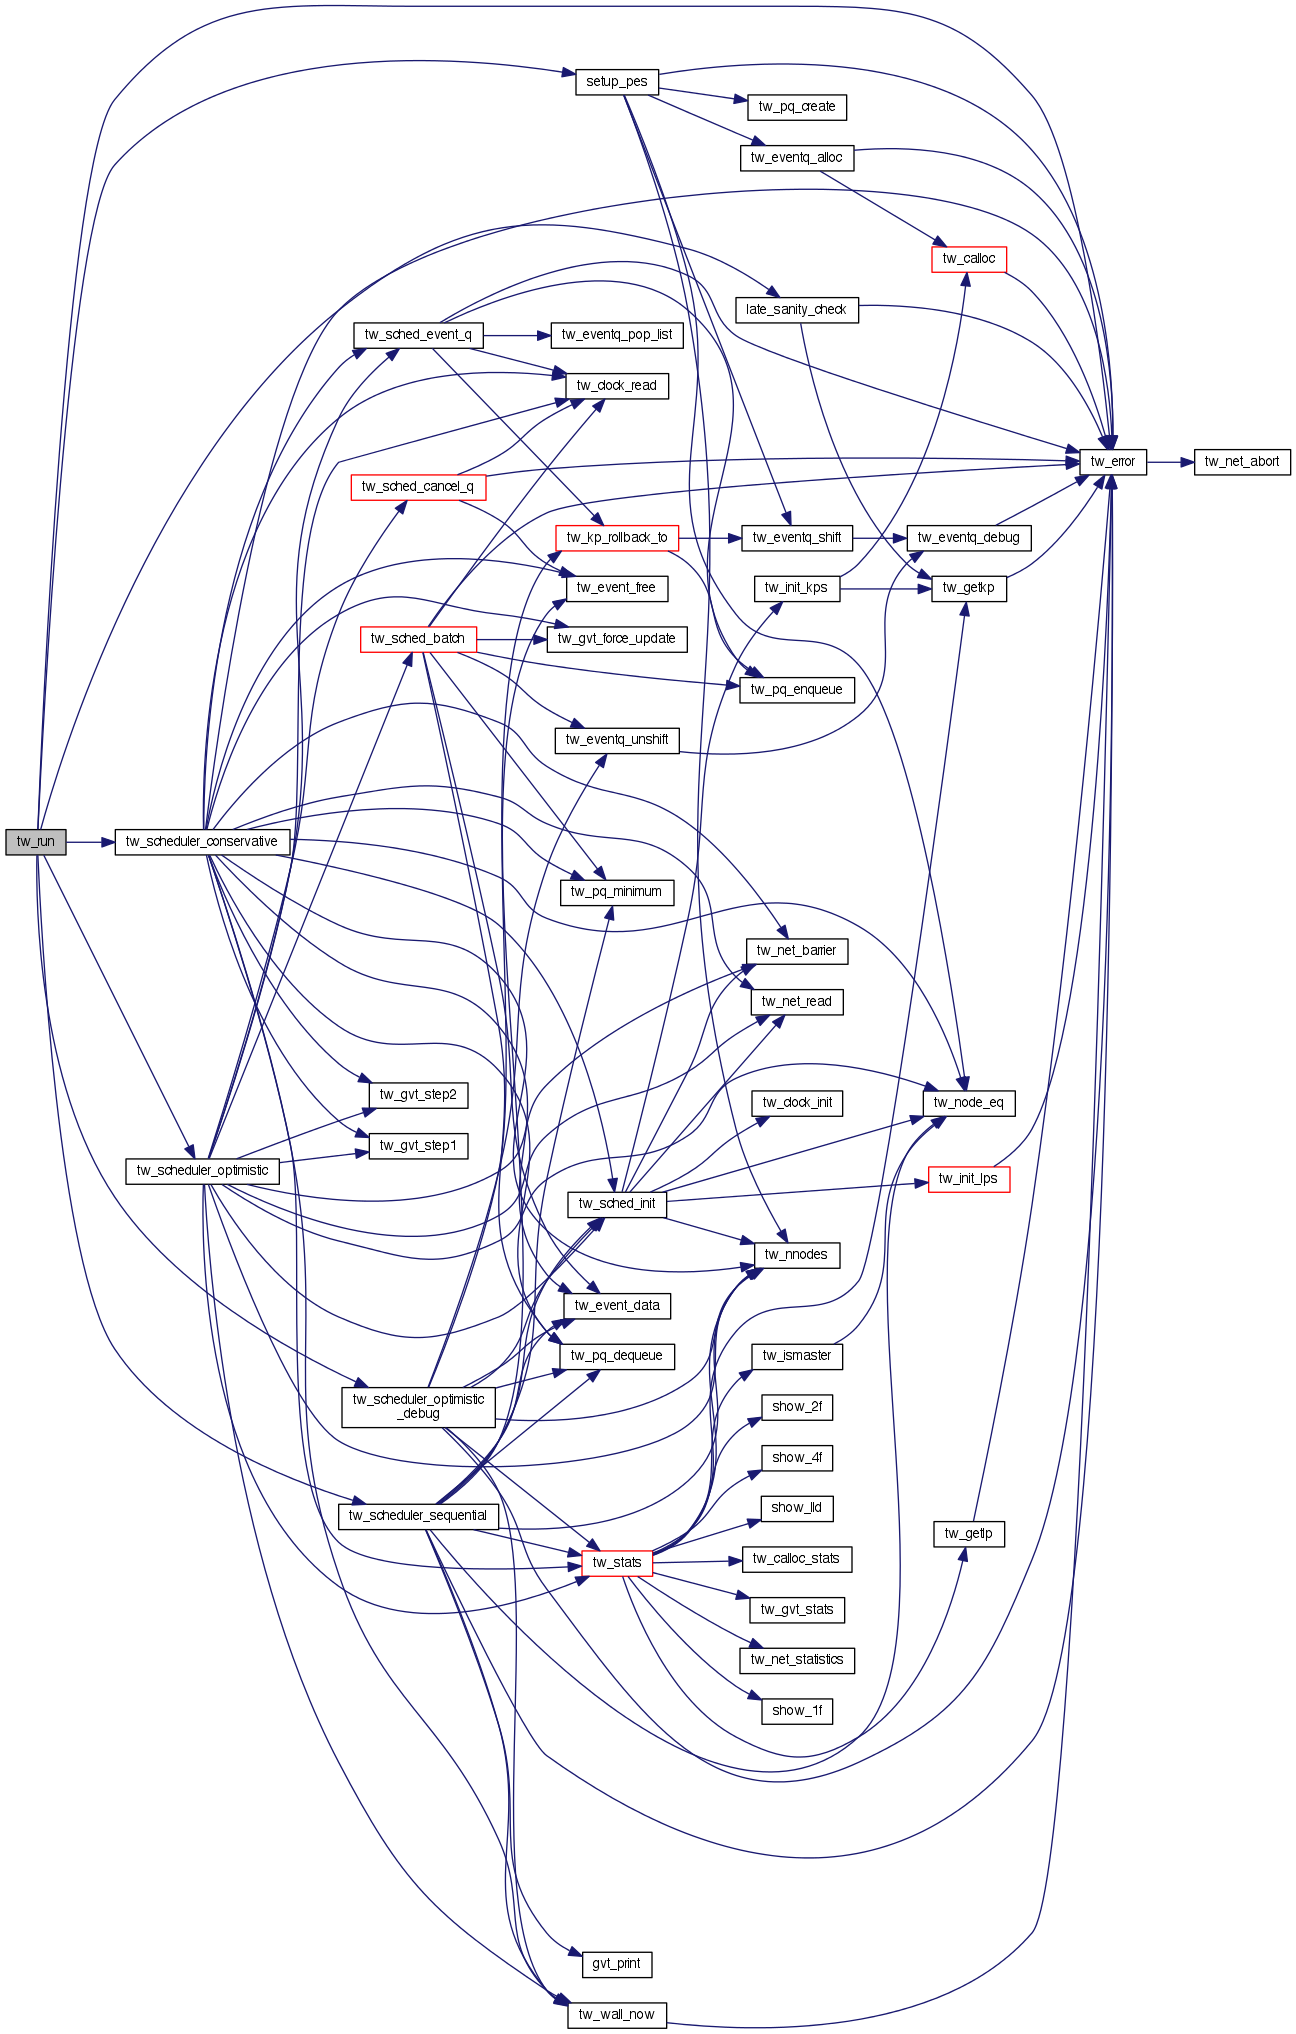 setup_pes
tw_pq_create
tw_eventq_alloc
tw_calloc
late_sanity_check
tw_sched_event_q
tw_eventq_pop_list
tw_clock_read
tw_error
tw_net_abort
tw_sched_cancel_q
tw_kp_rollback_to
tw_eventq_shift
tw_eventq_debug
tw_event_free
tw_init_kps
tw_getkp
tw_sched_batch
tw_gvt_force_update
tw_pq_enqueue
tw_eventq_unshift
tw_run
tw_scheduler_conservative
tw_pq_minimum
tw_net_barrier
tw_net_read
tw_gvt_step2
tw_clock_init
tw_node_eq
tw_gvt_step1
tw_scheduler_optimistic
tw_sched_init
tw_init_lps
tw_nnodes
tw_event_data
tw_pq_dequeue
tw_ismaster
tw_scheduler_optimistic
_debug
show_2f
show_4f
tw_scheduler_sequential
show_lld
tw_getlp
tw_stats
tw_calloc_stats
tw_gvt_stats
tw_net_statistics
show_1f
gvt_print
tw_wall_now